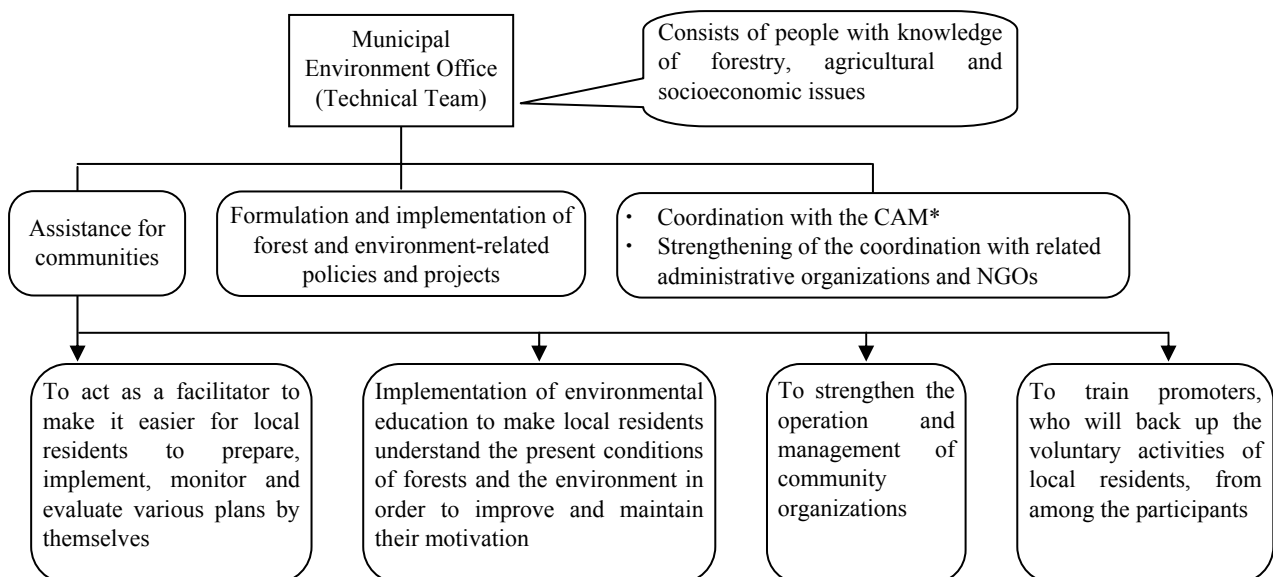 Municipal
Environment Office
(Technical Team)
Consists of people with knowledge
of forestry, agricultural and
socioeconomic issues
Assistance for
communities
Formulation and implementation of
forest and environment-related
policies and projects
・ Coordination with the CAM*
・ Strengthening of the coordination with related
administrative organizations and NGOs
To act as a facilitator to
make it easier for local
residents to prepare,
implement, monitor and
evaluate various plans by
themselves
Implementation of environmental
education to make local residents
understand the present conditions
of forests and the environment in
order to improve and maintain
their motivation
To strengthen the
operation and
management of
community
organizations
To train promoters,
who will back up the
voluntary activities of
local residents, from
among the participants